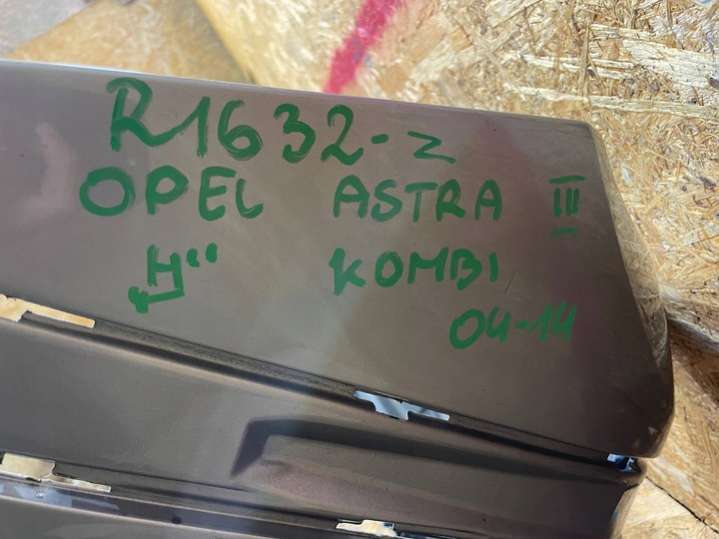 R1632-z
OPEL ASTRA III
„H“ KOMBI
04-14